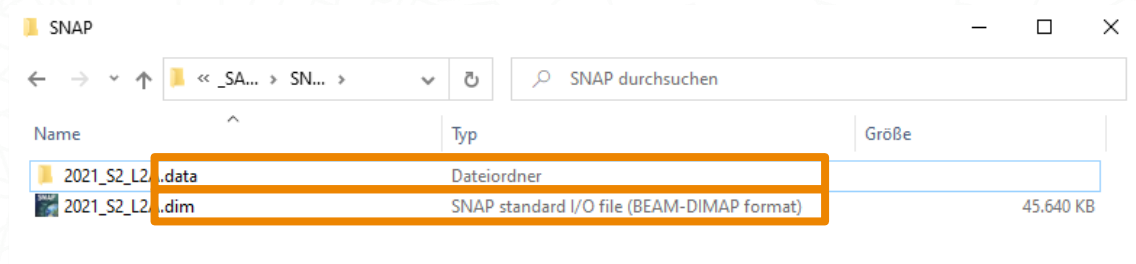 SNAP
« _SA... > SN... >
SNAP durchsuchen
Name Typ Größe
2021_S2_L2A.data Dateiordner
2021_S2_L2A.dim SNAP standard I/O file (BEAM-DIMAP format) 45.640 KB